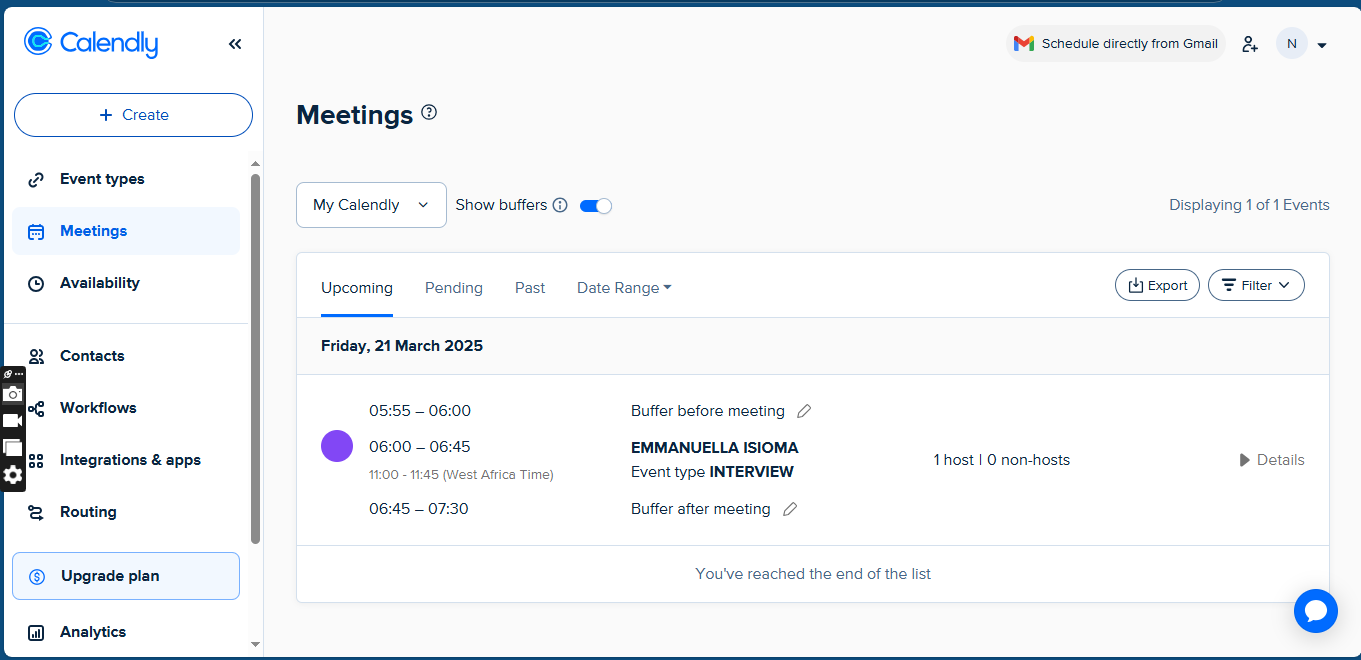 Calendly
Schedule directly from Gmail
N
+ Create
Meetings
Event types
Meetings
Availability
Contacts
Workflows
Integrations & apps
Routing
Upgrade plan
Analytics
My Calendly
Show buffers
Displaying 1 of 1 Events
Upcoming
Pending
Past
Date Range
Export
Filter
Friday, 21 March 2025
05:55 – 06:00
Buffer before meeting
06:00 – 06:45
11:00 - 11:45 (West Africa Time)
EMMANUELLA ISIOMA
Event type INTERVIEW
1 host | 0 non-hosts
Details
06:45 – 07:30
Buffer after meeting
You've reached the end of the list